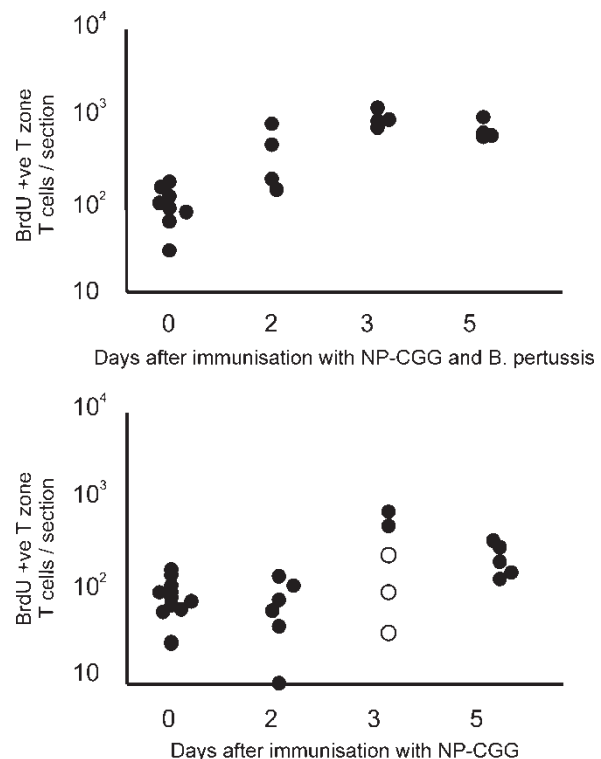 10⁴
10³
10²
10
BrdU +ve T zone
T cells / section
0 2 3 5
Days after immunisation with NP-CGG and B. pertussis
10⁴
10³
10²
10
BrdU +ve T zone
T cells / section
0 2 3 5
Days after immunisation with NP-CGG